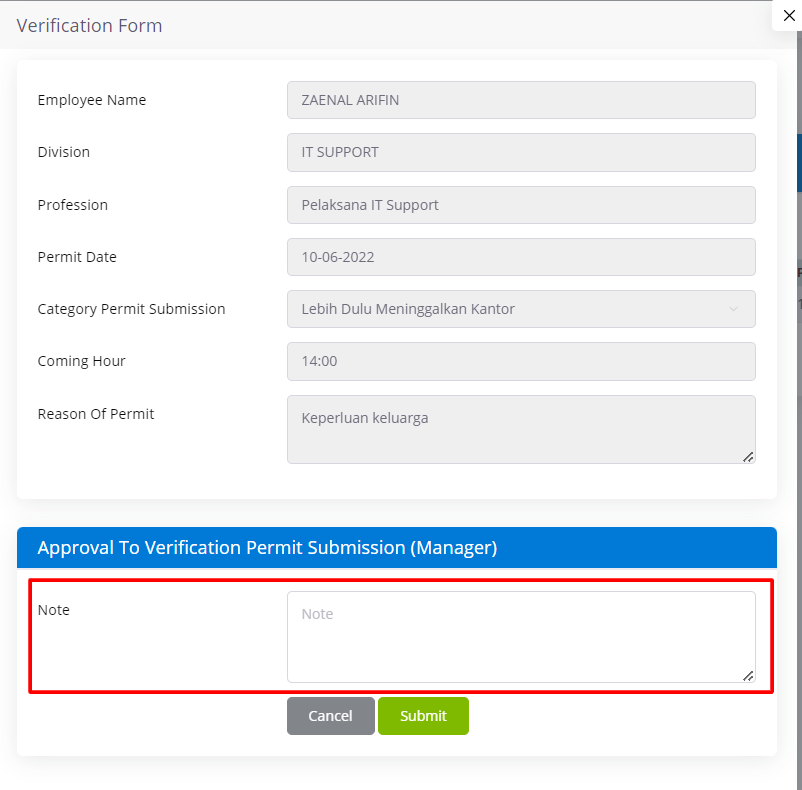 Verification Form
Employee Name ZAENAL ARIFIN
Division IT SUPPORT
Profession Pelaksana IT Support
Permit Date 10-06-2022
Category Permit Submission Lebih Dulu Meninggalkan Kantor
Coming Hour 14:00
Reason Of Permit Keperluan keluarga
Approval To Verification Permit Submission (Manager)
Note Note
Cancel Submit